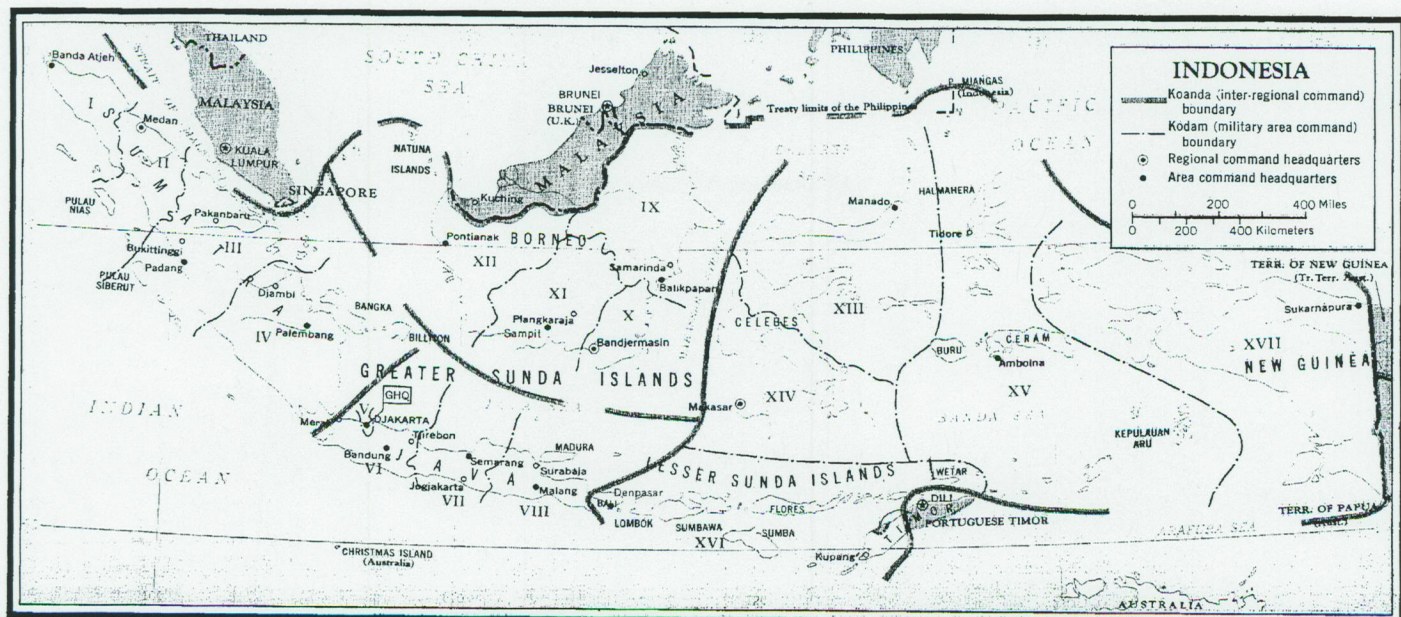 INDONESIA
Koanda (inter-regional command)
boundary
Kodam (military area command)
boundary
Regional command headquarters
Area command headquarters
0 200 400 Miles
0 200 400 Kilometers
THAILAND
Banda Atjeh
STRAIT OF
SOUTH CHINA
SEA
PHILIPPINES
Jesselton
BRUNEI
BRUNEI
(U.K.)
MALAYSIA
MALAYSIA
MIANGAS
(Indonesia)
Treaty limits of the Philippine
PACIFIC
OCEAN
I
SUMATRA
Medan
II
KUALA
LUMPUR
NATUNA
ISLANDS
CELEBES
SINGAPORE
Kuching
PULAU
NIAS
Pakanbaru
IX
HALMAHERA
Manado
Tidore
Bukittinggi
III
Pontianak
BORNEO
Padang
XII
Samarinda
PULAU
SIBERUT
Balikpapan
TERR. OF NEW GUINEA
Djambi
BANGKA
XI
XIII
Sukarnapura
Plangkaraja
X
CELEBES
IV
Palembang
Sampit
BILLITON
Bandjermasin
BURU
CERAM
XVII
NEW GUINEA
Amboina
GREATER SUNDA ISLANDS
GHQ
XV
Makasar
XIV
INDIAN
OCEAN
V
DJAKARTA
BANDA SEA
Merak
Tjirebon
KEPULAUAN
ARU
MADURA
Bandung
VI
JAVA
Semarang
Surabaja
LESSER SUNDA ISLANDS
WETAR
Jogjakarta
VII
Malang
VIII
Denpasar
BALI
FLORES
DILI
TIMOR
LOMBOK
PORTUGUESE TIMOR
TERR. OF PAPUA
SUMBAWA
SUMBA
XVI
ARAFURA SEA
Kupang
CHRISTMAS ISLAND
(Australia)
AUSTRALIA